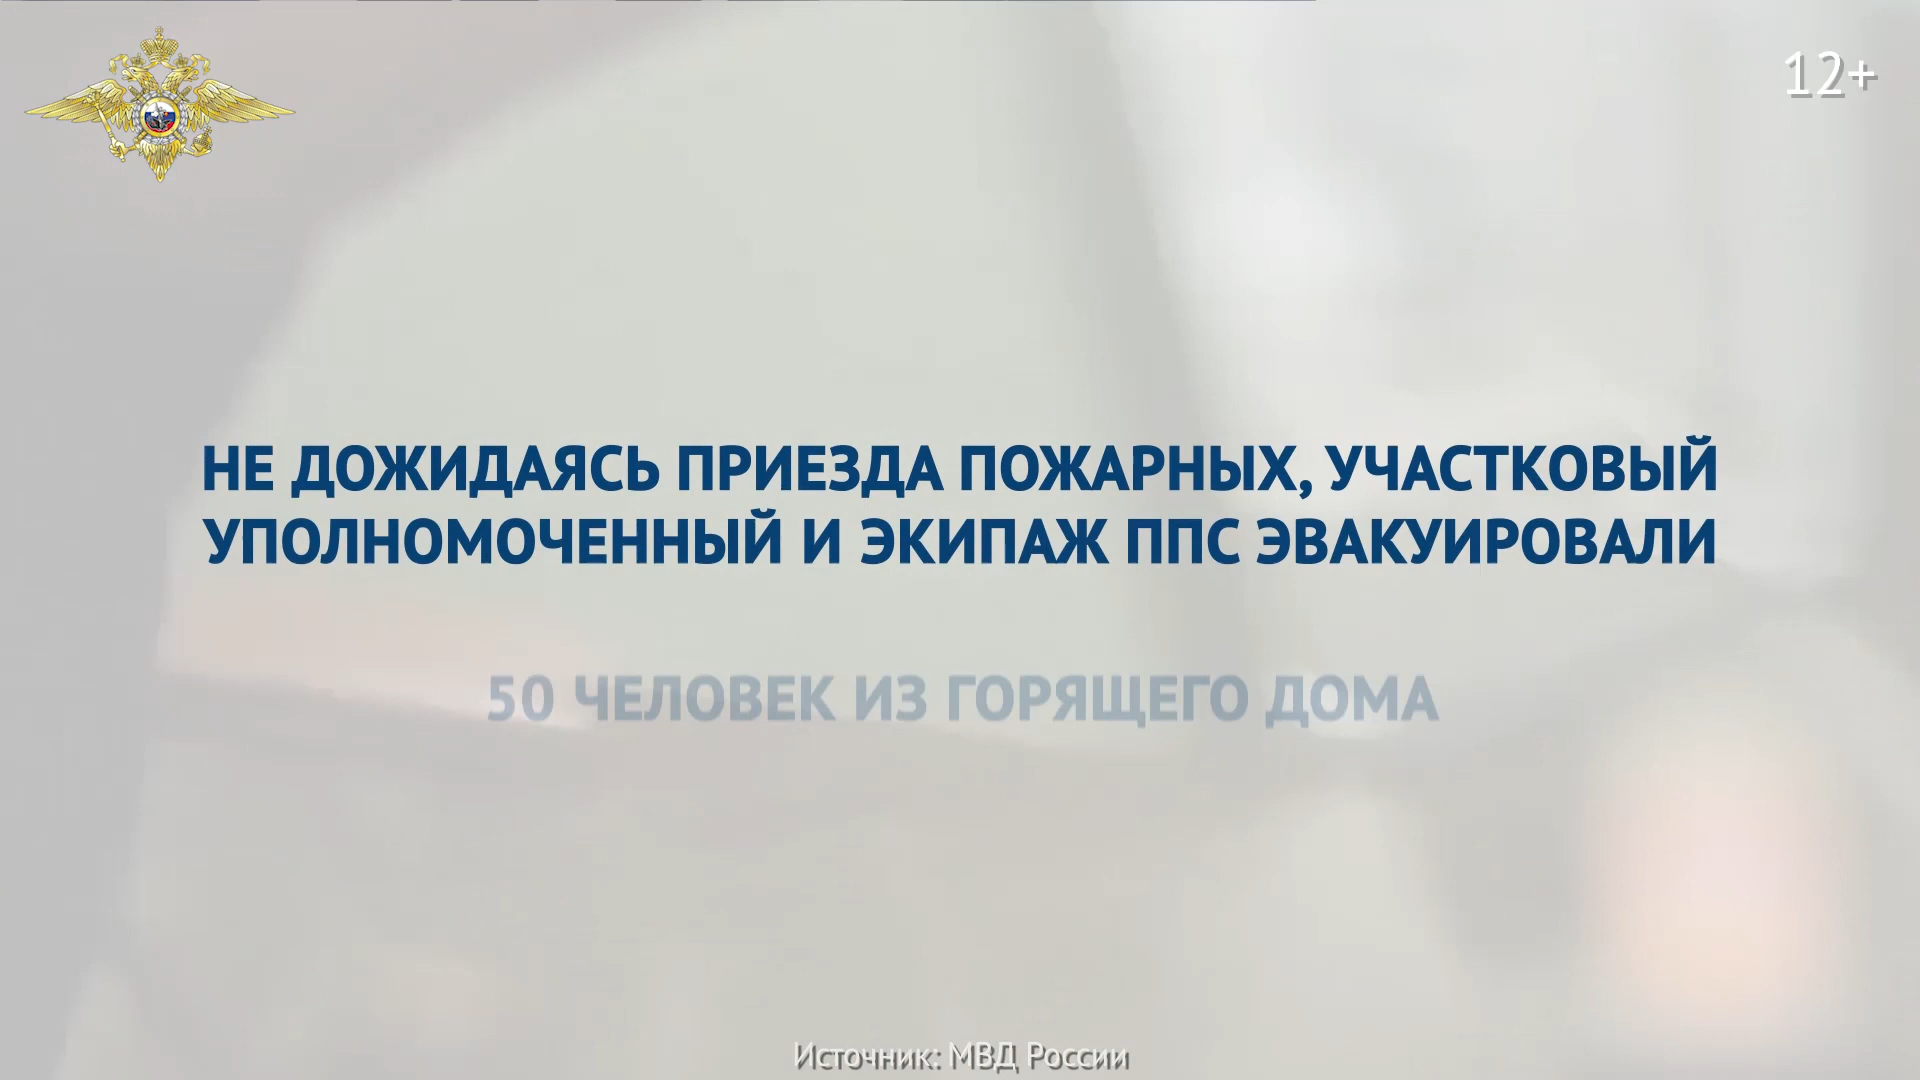 12+
НЕ ДОЖИДАЯСЬ ПРИЕЗДА ПОЖАРНЫХ, УЧАСТКОВЫЙ
УПОЛНОМОЧЕННЫЙ И ЭКИПАЖ ППС ЭВАКУИРОВАЛИ
50 ЧЕЛОВЕК ИЗ ГОРЯЩЕГО ДОМА
Источник: МВД России